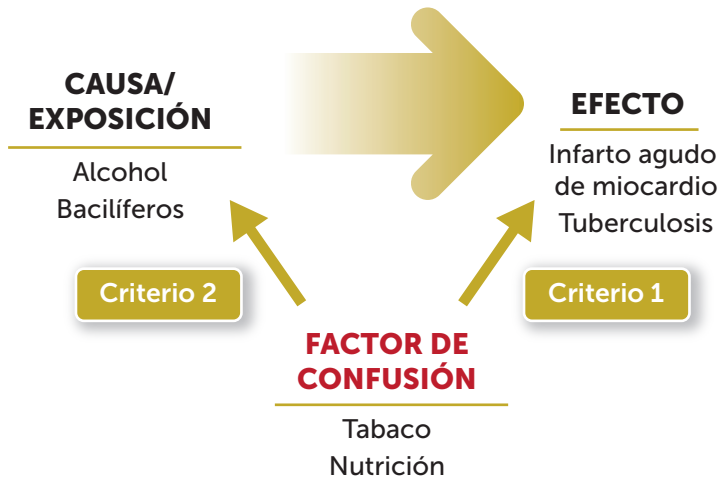 CAUSA/
EXPOSICIÓN
Alcohol
Bacilíferos
EFECTO
Infarto agudo
de miocardio
Tuberculosis
Criterio 2
Criterio 1
FACTOR DE
CONFUSIÓN
Tabaco
Nutrición